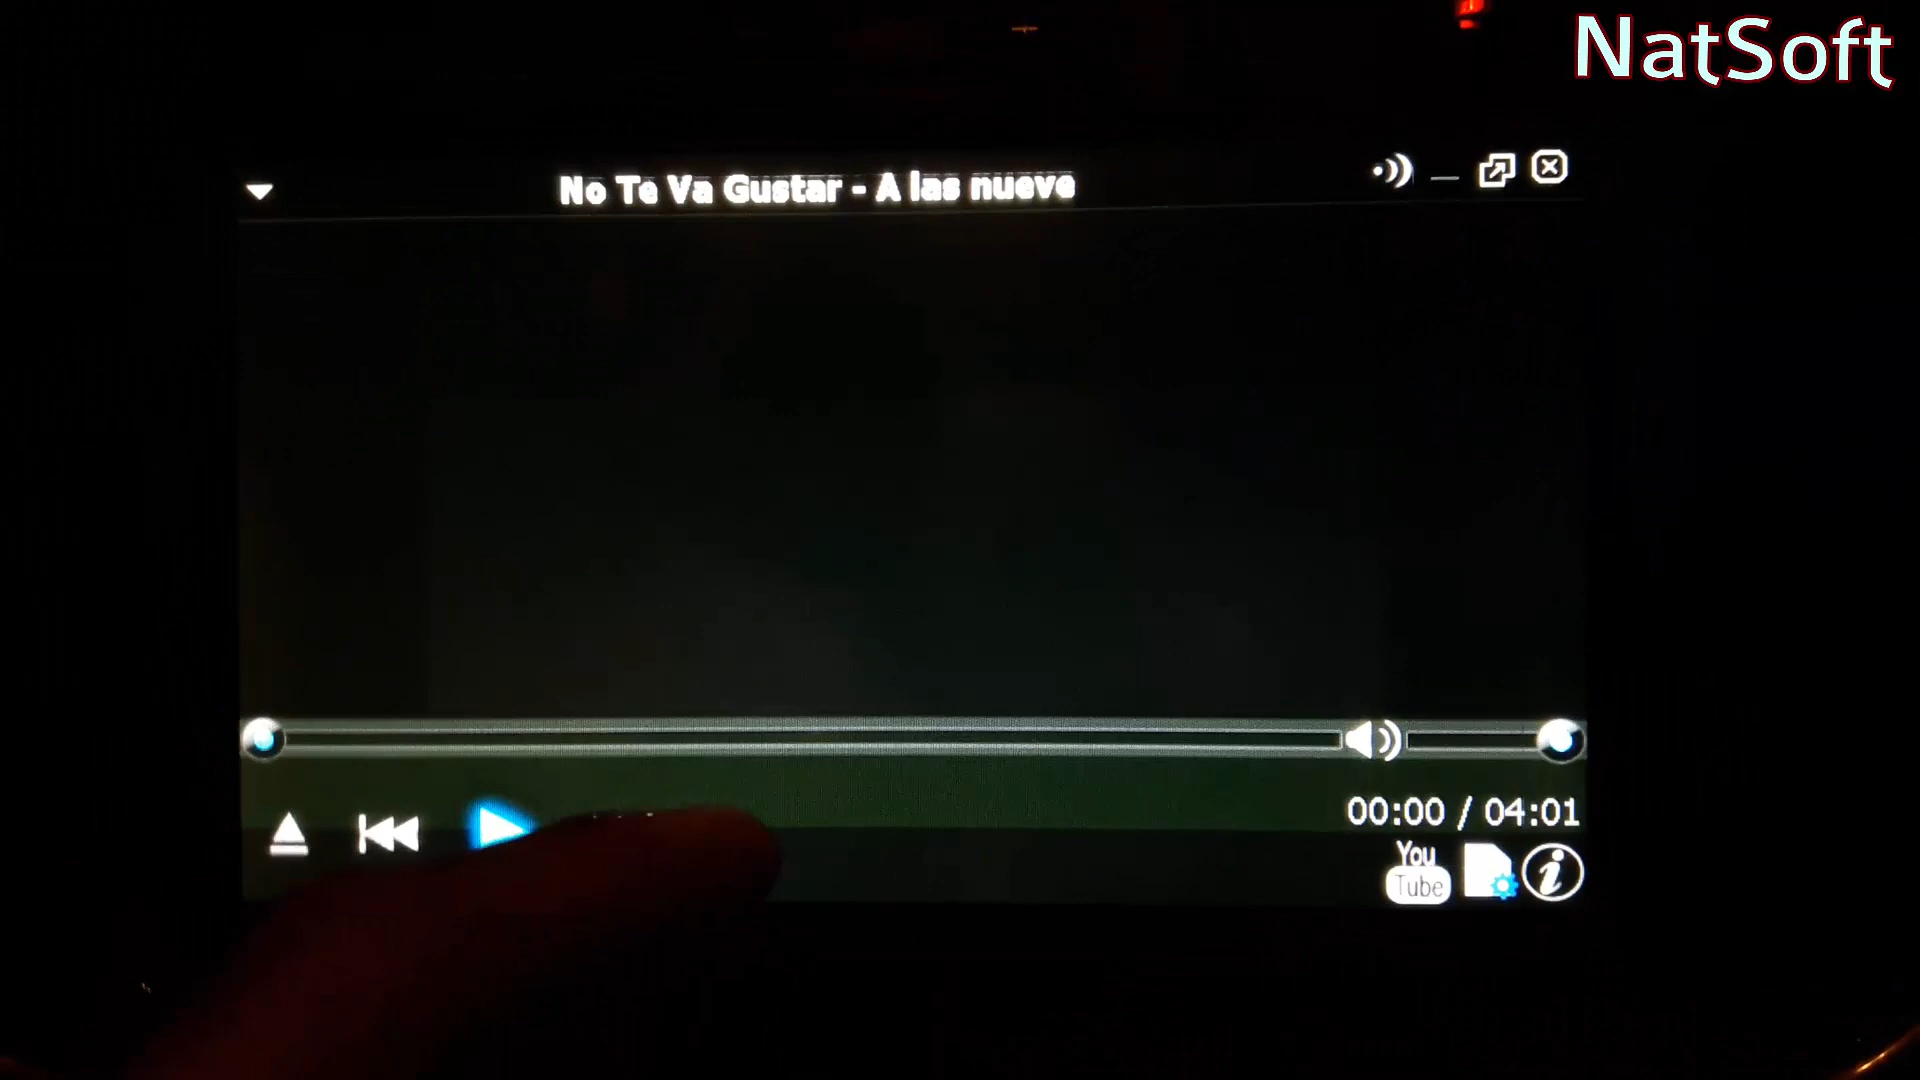 NatSoft
No Te Va Gustar - A las nueve
00:00 / 04:01
You
Tube
i